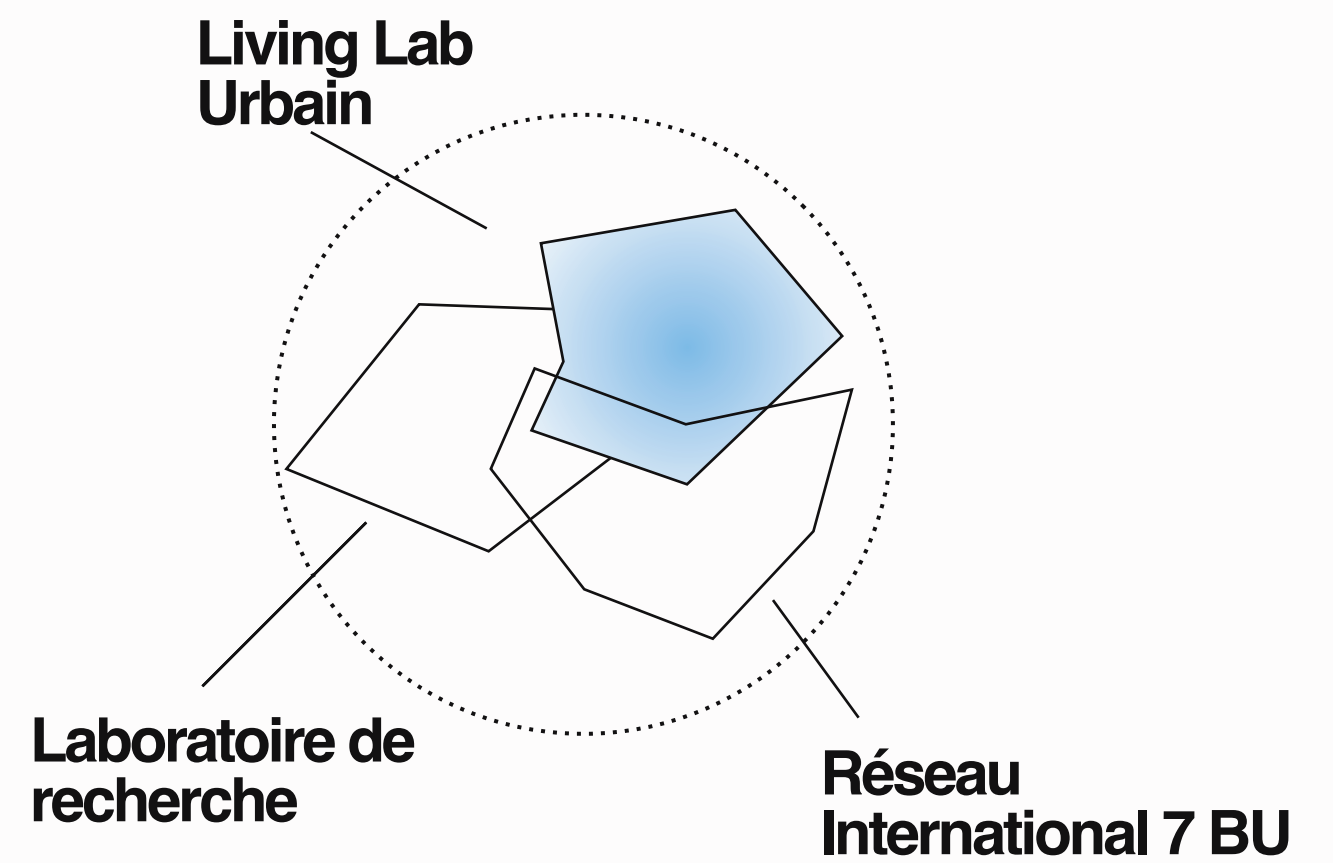 Living Lab
Urbain
Laboratoire de
recherche
Réseau
International 7 BU